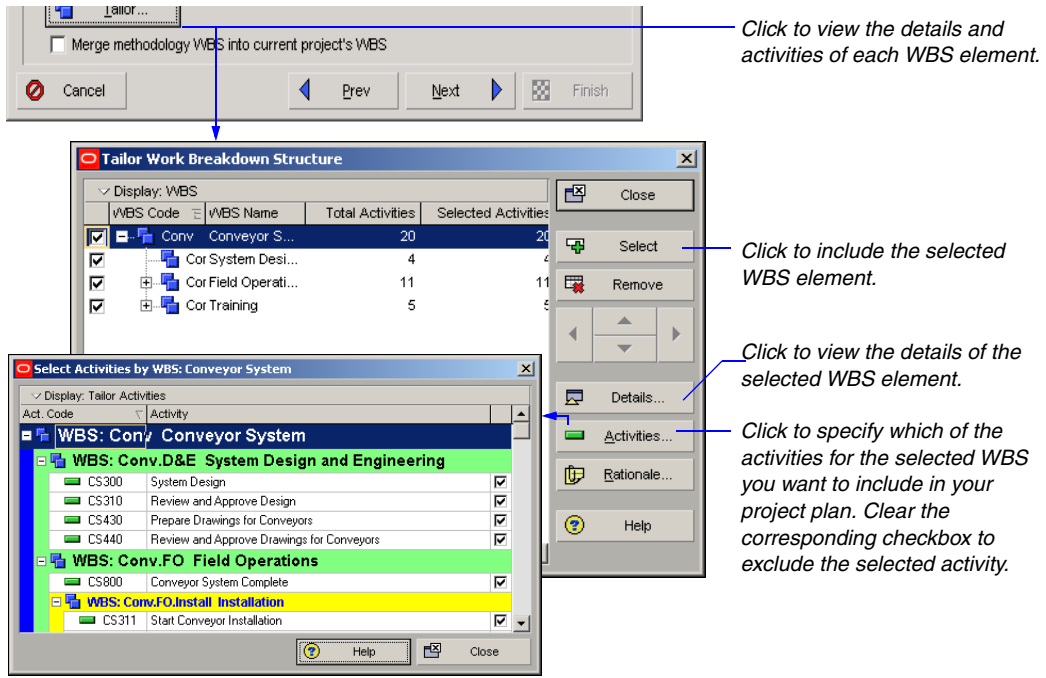 Tailor...
Click to view the details and
activities of each WBS element.
Merge methodology WBS into current project's WBS
Cancel
Prev
Next
Finish
Tailor Work Breakdown Structure
Display: WBS
Close
WBS Code WBS Name Total Activities Selected Activities
Conv Conveyor S... 20 20
Select
Click to include the selected
WBS element.
Cor System Desi... 4 4
Cor Field Operati... 11 11
Remove
Cor Training 5 5
Click to view the details of the
selected WBS element.
Details...
Activities...
Click to specify which of the
activities for the selected WBS
you want to include in your
project plan. Clear the
corresponding checkbox to
exclude the selected activity.
Rationale...
Help
Select Activities by WBS: Conveyor System
Display: Tailor Activities
Act. Code Activity
WBS: Conv Conveyor System
WBS: Conv.D&E System Design and Engineering
CS300 System Design
CS310 Review and Approve Design
CS430 Prepare Drawings for Conveyors
CS440 Review and Approve Drawings for Conveyors
WBS: Conv.FO Field Operations
CS800 Conveyor System Complete
WBS: Conv.FO.Install Installation
CS311 Start Conveyor Installation
Help
Close